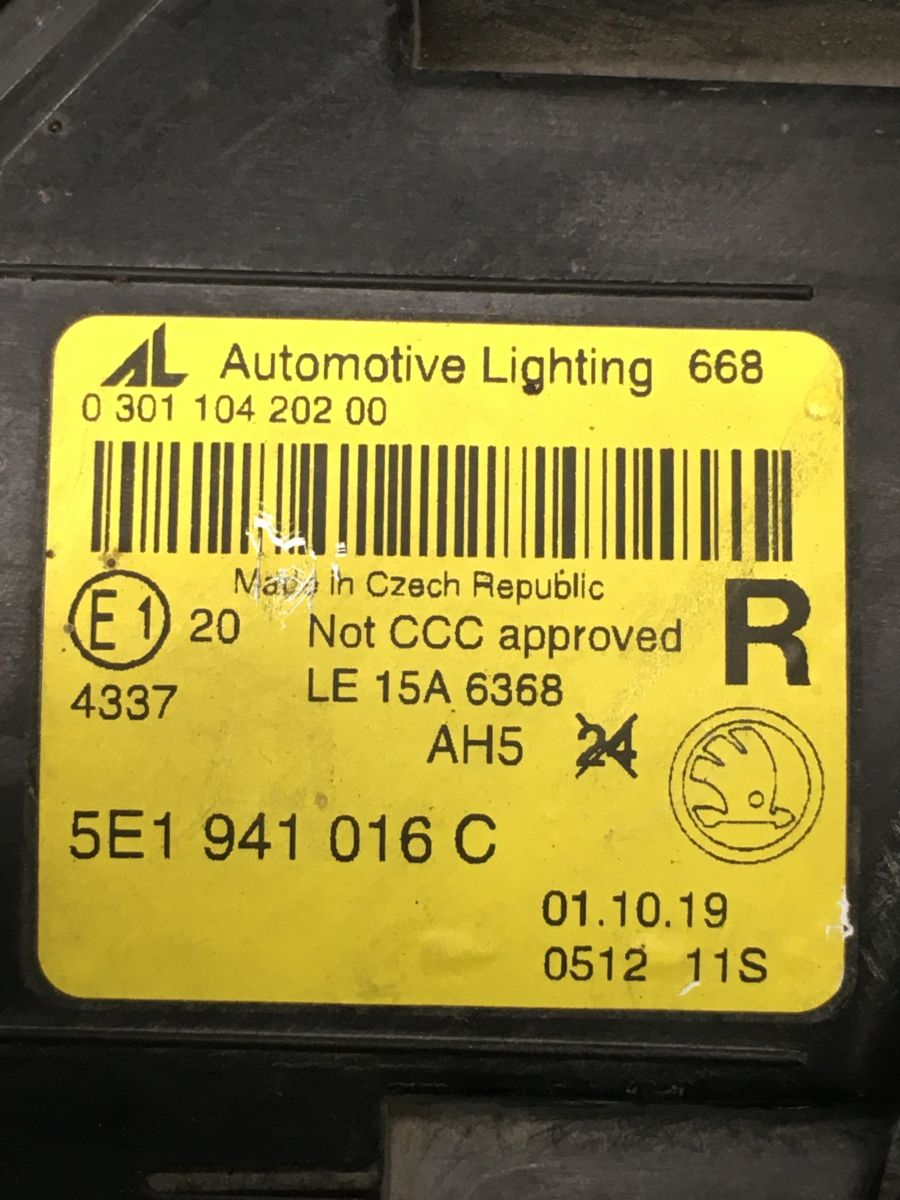 AL Automotive Lighting 668
0 301 104 202 00
Made in Czech Republic
E1 20 Not CCC approved R
4337 LE 15A 6368
AH5 24
5E1 941 016 C
01.10.19
0512 11S